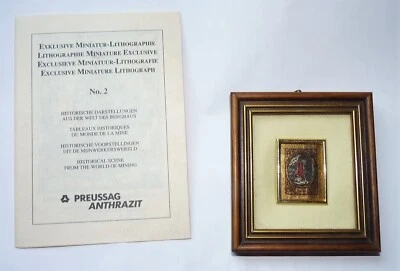 EXKLUSIVE MINIATUR-LITHOGRAPHIE
LITHOGRAPHIE MINIATURE EXCLUSIVE
EXCLUSIEVE MINIATUUR-LITHOGRAFIE
EXCLUSIVE MINIATURE LITHOGRAPH
No. 2
HISTORISCHE DARSTELLUNGEN
AUS DER WELT DES BERGBAUS
TABLEAUX HISTORIQUES
DU MONDE DE LA MINE
HISTORISCHE VOORSTELLINGEN
UIT DE MIJNWERKERSWERELD
HISTORICAL SCENE
FROM THE WORLD OF MINING
PREUSSAG
ANTHRAZIT